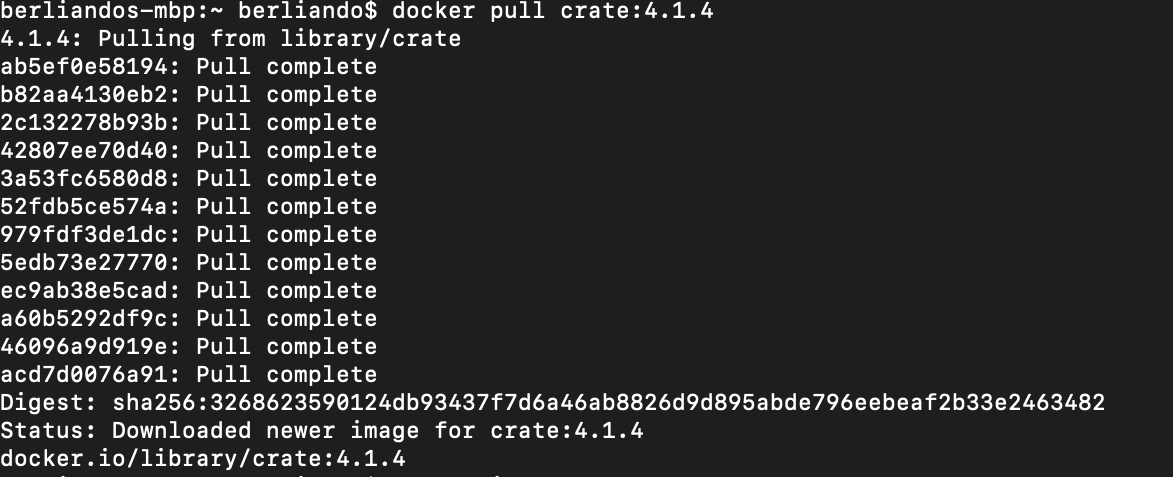 berliandos-mbp:~ berliando$ docker pull crate:4.1.4
4.1.4: Pulling from library/crate
ab5ef0e58194: Pull complete
b82aa4130eb2: Pull complete
2c132278b93b: Pull complete
42807ee70d40: Pull complete
3a53fc6580d8: Pull complete
52fdb5ce574a: Pull complete
979fdf3de1dc: Pull complete
5edb73e27770: Pull complete
ec9ab38e5cad: Pull complete
a60b5292df9c: Pull complete
46096a9d919e: Pull complete
acd7d0076a91: Pull complete
Digest: sha256:3268623590124db93437f7d6a46ab8826d9d895abde796eebeaf2b33e2463482
Status: Downloaded newer image for crate:4.1.4
docker.io/library/crate:4.1.4